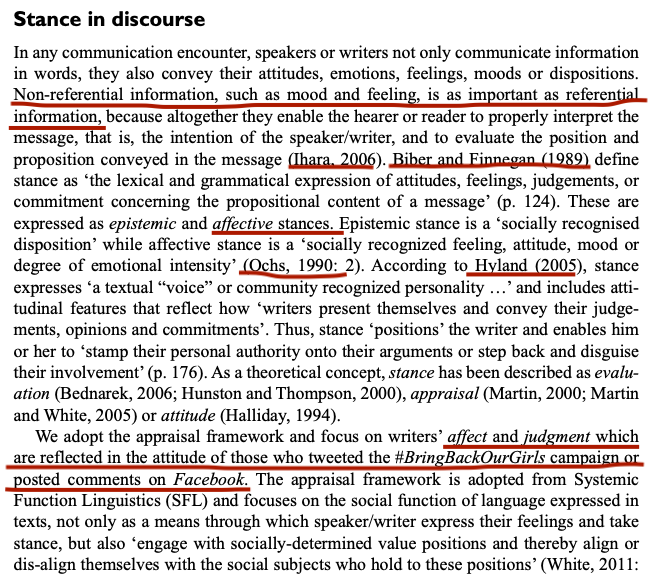 Stance in discourse
In any communication encounter, speakers or writers not only communicate information
in words, they also convey their attitudes, emotions, feelings, moods or dispositions.
Non-referential information, such as mood and feeling, is as important as referential
information, because altogether they enable the hearer or reader to properly interpret the
message, that is, the intention of the speaker/writer, and to evaluate the position and
proposition conveyed in the message (Ihara, 2006). Biber and Finnegan (1989) define
stance as ‘the lexical and grammatical expression of attitudes, feelings, judgements, or
commitment concerning the propositional content of a message’ (p. 124). These are
expressed as epistemic and affective stances. Epistemic stance is a ‘socially recognised
disposition’ while affective stance is a ‘socially recognized feeling, attitude, mood or
degree of emotional intensity’ (Ochs, 1990: 2). According to Hyland (2005), stance
expresses ‘a textual “voice” or community recognized personality …’ and includes atti-
tudinal features that reflect how ‘writers present themselves and convey their judge-
ments, opinions and commitments’. Thus, stance ‘positions’ the writer and enables him
or her to ‘stamp their personal authority onto their arguments or step back and disguise
their involvement’ (p. 176). As a theoretical concept, stance has been described as evalu-
ation (Bednarek, 2006; Hunston and Thompson, 2000), appraisal (Martin, 2000; Martin
and White, 2005) or attitude (Halliday, 1994).
We adopt the appraisal framework and focus on writers’ affect and judgment which
are reflected in the attitude of those who tweeted the #BringBackOurGirls campaign or
posted comments on Facebook. The appraisal framework is adopted from Systemic
Function Linguistics (SFL) and focuses on the social function of language expressed in
texts, not only as a means through which speaker/writer express their feelings and take
stance, but also ‘engage with socially-determined value positions and thereby align or
dis-align themselves with the social subjects who hold to these positions’ (White, 2011: